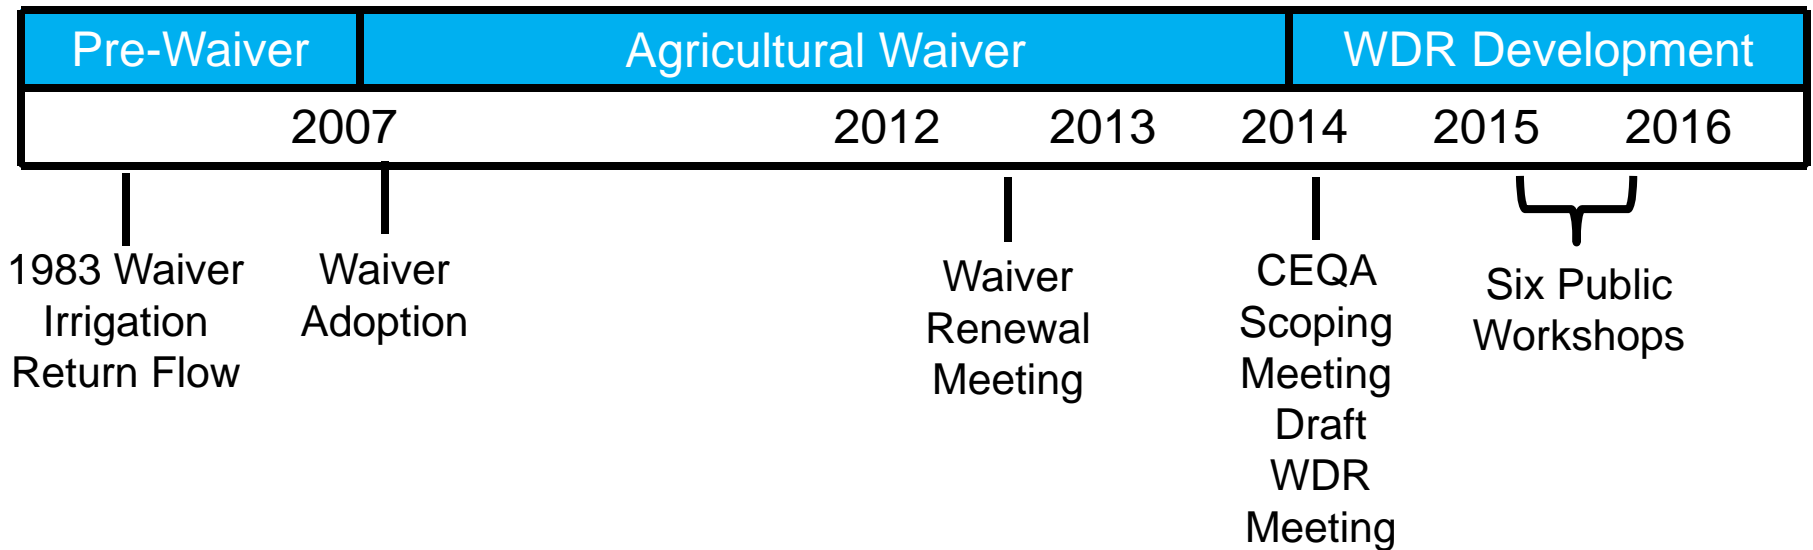 Pre-Waiver Agricultural Waiver WDR Development
2007 2012 2013 2014 2015 2016
1983 Waiver
Irrigation
Return Flow
Waiver
Adoption
Waiver
Renewal
Meeting
CEQA
Scoping
Meeting
Draft
WDR
Meeting
Six Public
Workshops